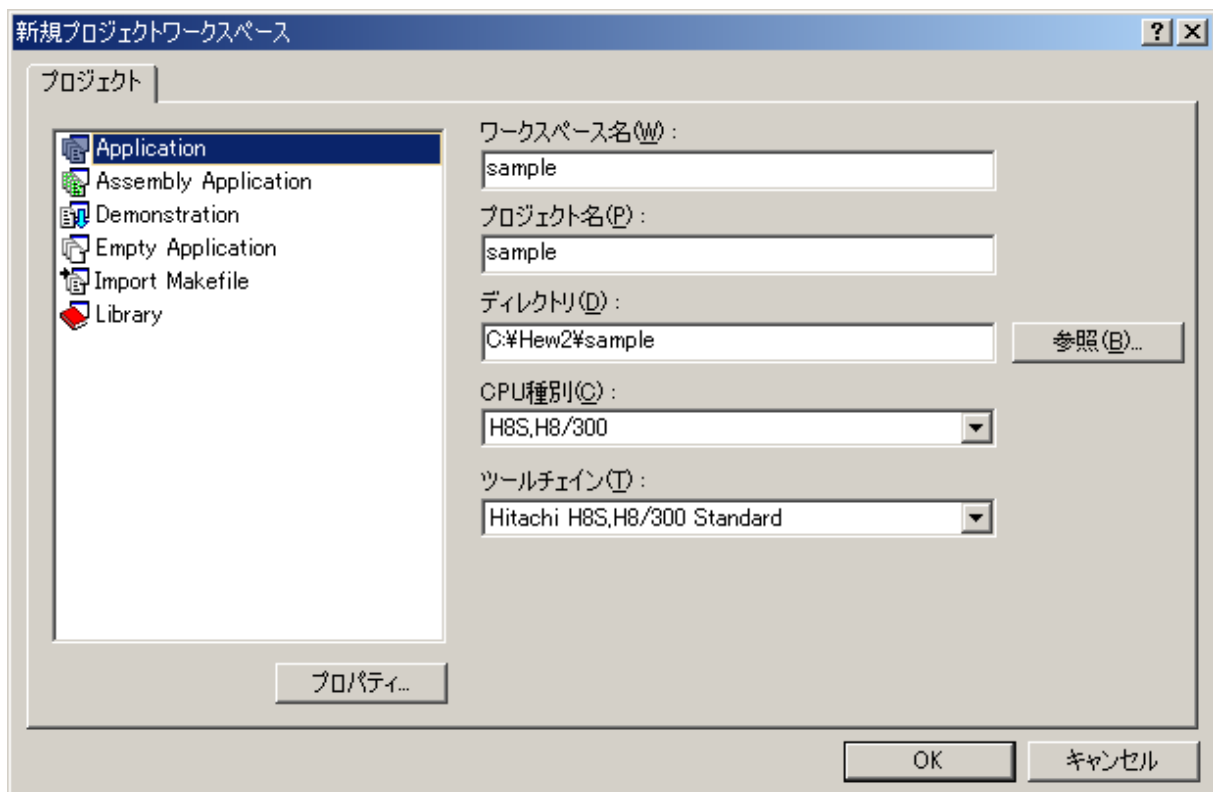 新規プロジェクトワークスペース
プロジェクト
Application
Assembly Application
Demonstration
Empty Application
Import Makefile
Library
プロパティ...
ワークスペース名(W) :
sample
プロジェクト名(P) :
sample
ディレクトリ(D) :
C:¥Hew2¥sample
参照(B)...
CPU種別(C) :
H8S,H8/300
ツールチェイン(T) :
Hitachi H8S,H8/300 Standard
OK
キャンセル